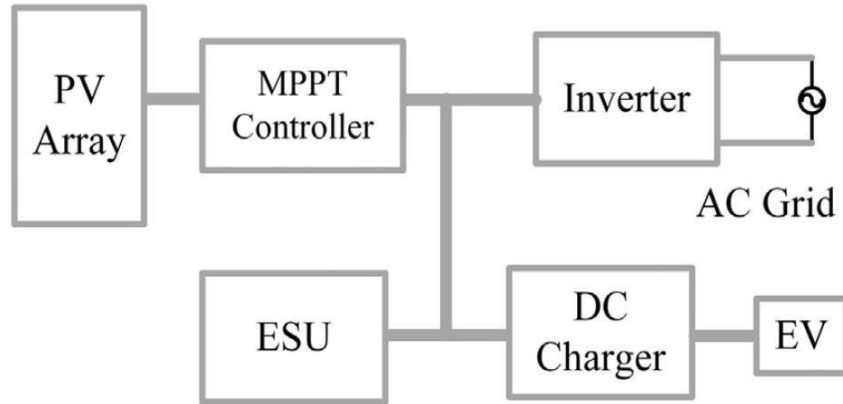 PV
Array
MPPT
Controller
Inverter
AC Grid
ESU
DC
Charger
EV